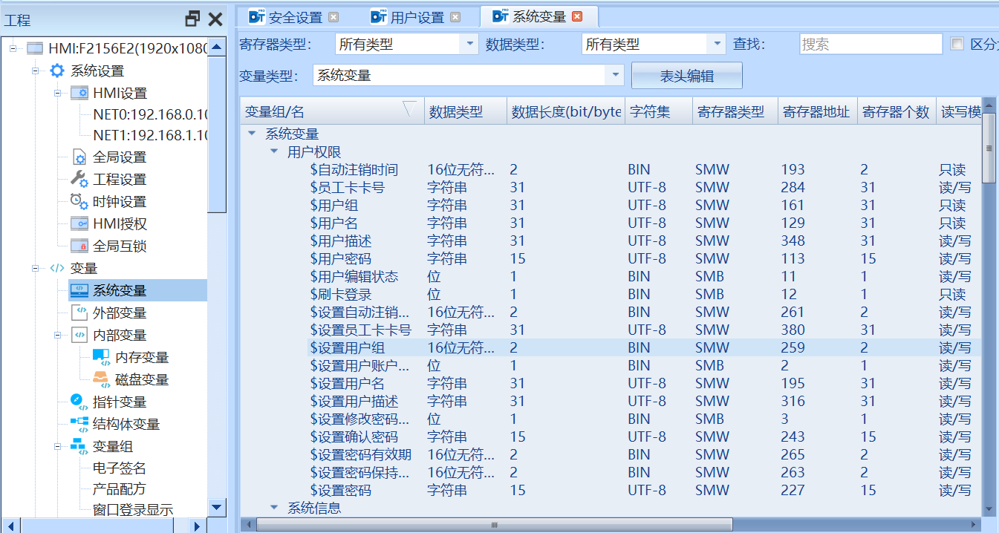 工程
HMI:F2156E2(1920x1080
系统设置
HMI设置
NET0:192.168.0.10
NET1:192.168.1.10
全局设置
工程设置
时钟设置
HMI授权
全局互锁
变量
系统变量
外部变量
内部变量
内存变量
磁盘变量
指针变量
结构体变量
变量组
电子签名
产品配方
窗口登录显示
安全设置 用户设置 系统变量
寄存器类型： 所有类型 数据类型： 所有类型 查找： 搜索 区分
变量类型： 系统变量 表头编辑
变量组/名 数据类型 数据长度(bit/byte 字符集 寄存器类型 寄存器地址 寄存器个数 读写模
系统变量
用户权限
$自动注销时间 16位无符... 2 BIN SMW 193 2 只读
$员工卡卡号 字符串 31 UTF-8 SMW 284 31 读/写
$用户组 字符串 31 UTF-8 SMW 161 31 只读
$用户名 字符串 31 UTF-8 SMW 129 31 只读
$用户描述 字符串 31 UTF-8 SMW 348 31 读/写
$用户密码 字符串 15 UTF-8 SMW 113 15 读/写
$用户编辑状态 位 1 BIN SMB 11 1 读/写
$刷卡登录 位 1 BIN SMB 12 1 只读
$设置自动注销... 16位无符... 2 BIN SMW 261 2 读/写
$设置员工卡卡号 字符串 31 UTF-8 SMW 380 31 读/写
$设置用户组 16位无符... 2 BIN SMW 259 2 读/写
$设置用户账户... 位 1 BIN SMB 2 1 读/写
$设置用户名 字符串 31 UTF-8 SMW 195 31 读/写
$设置用户描述 字符串 31 UTF-8 SMW 316 31 读/写
$设置修改密码... 位 1 BIN SMB 3 1 读/写
$设置确认密码 字符串 15 UTF-8 SMW 243 15 读/写
$设置密码有效期 16位无符... 2 BIN SMW 265 2 读/写
$设置密码保持... 16位无符... 2 BIN SMW 263 2 读/写
$设置密码 字符串 15 UTF-8 SMW 227 15 读/写
系统信息